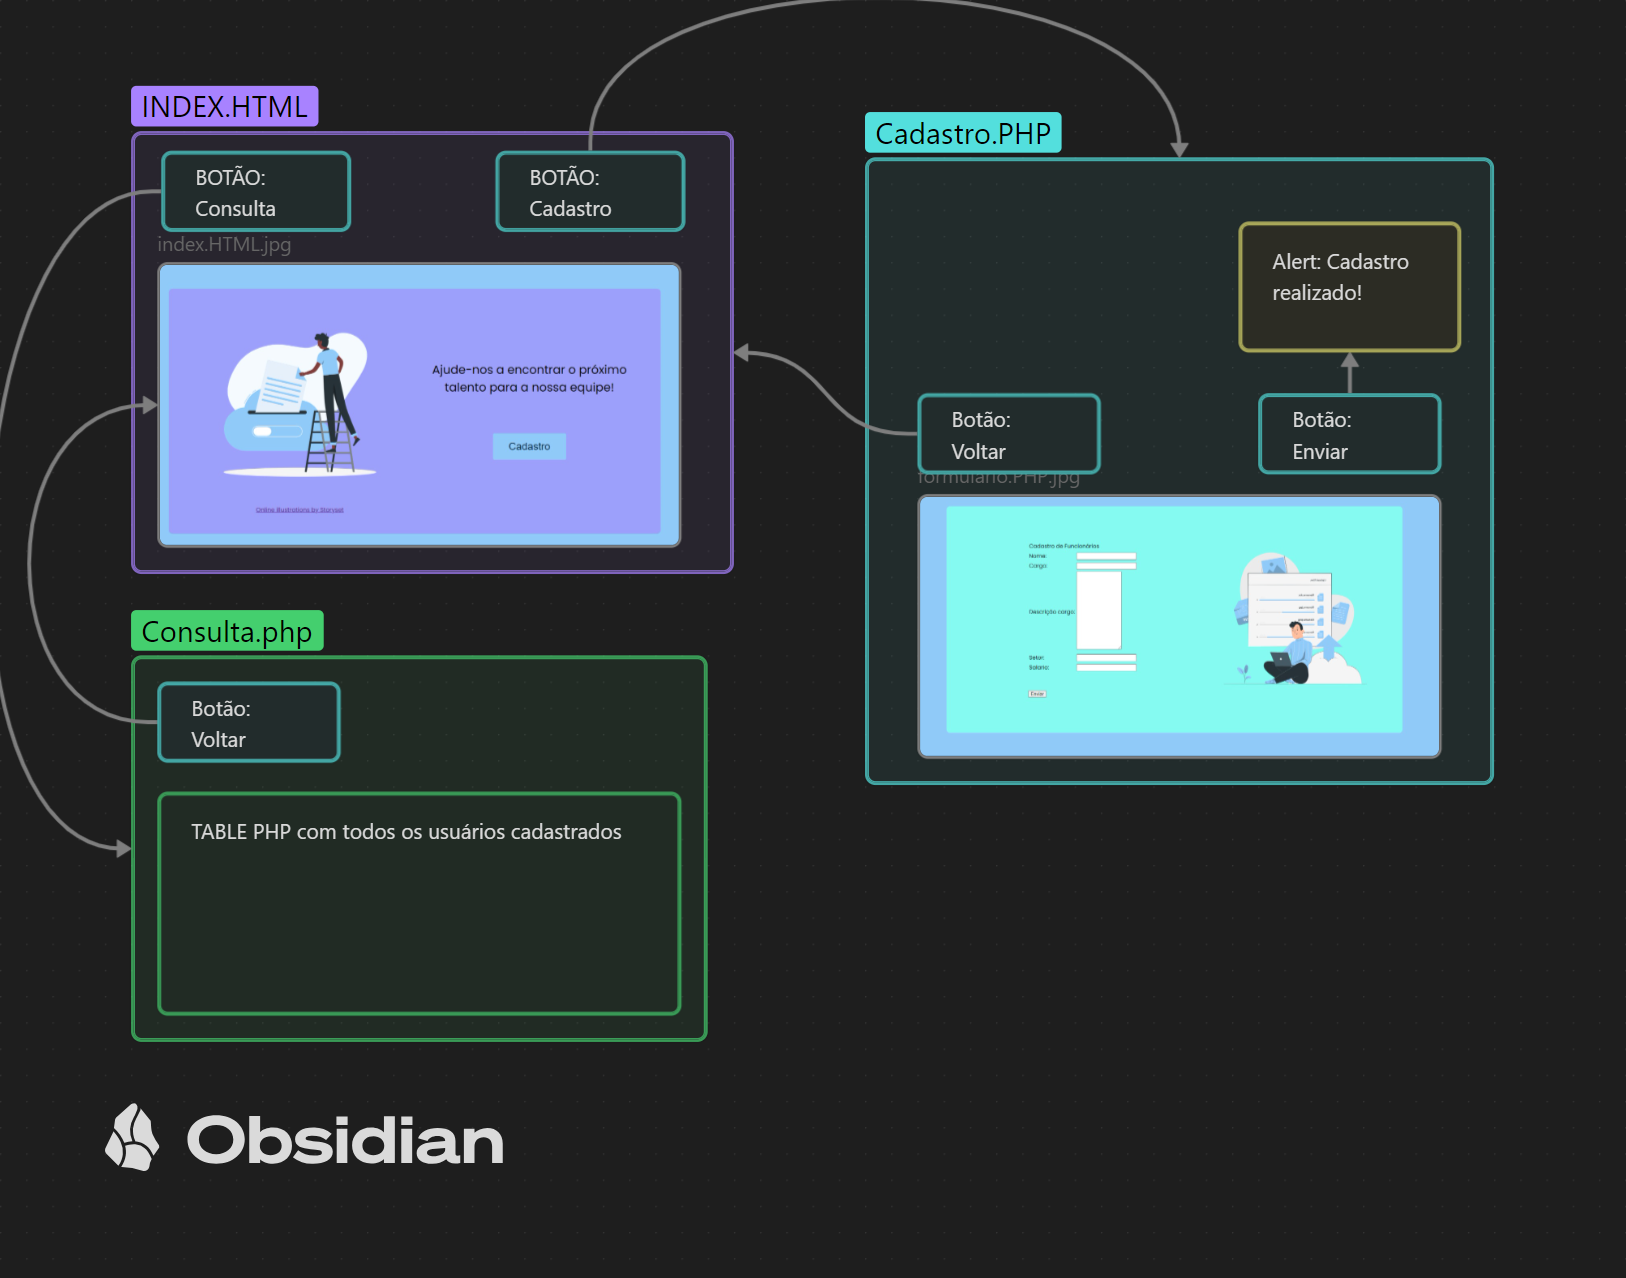 INDEX.HTML
BOTÃO:
Consulta
BOTÃO:
Cadastro
index.HTML.jpg
Ajude-nos a encontrar o próximo
talento para a nossa equipe!
Cadastro
Online illustrations by Storyset
Cadastro.PHP
Alert: Cadastro
realizado!
Botão:
Voltar
Botão:
Enviar
formulario.PHP.jpg
Cadastro de Funcionários
Nome:
Cargo:
Descrição cargo:
Setor:
Salario:
Enviar
Consulta.php
Botão:
Voltar
TABLE PHP com todos os usuários cadastrados
Obsidian